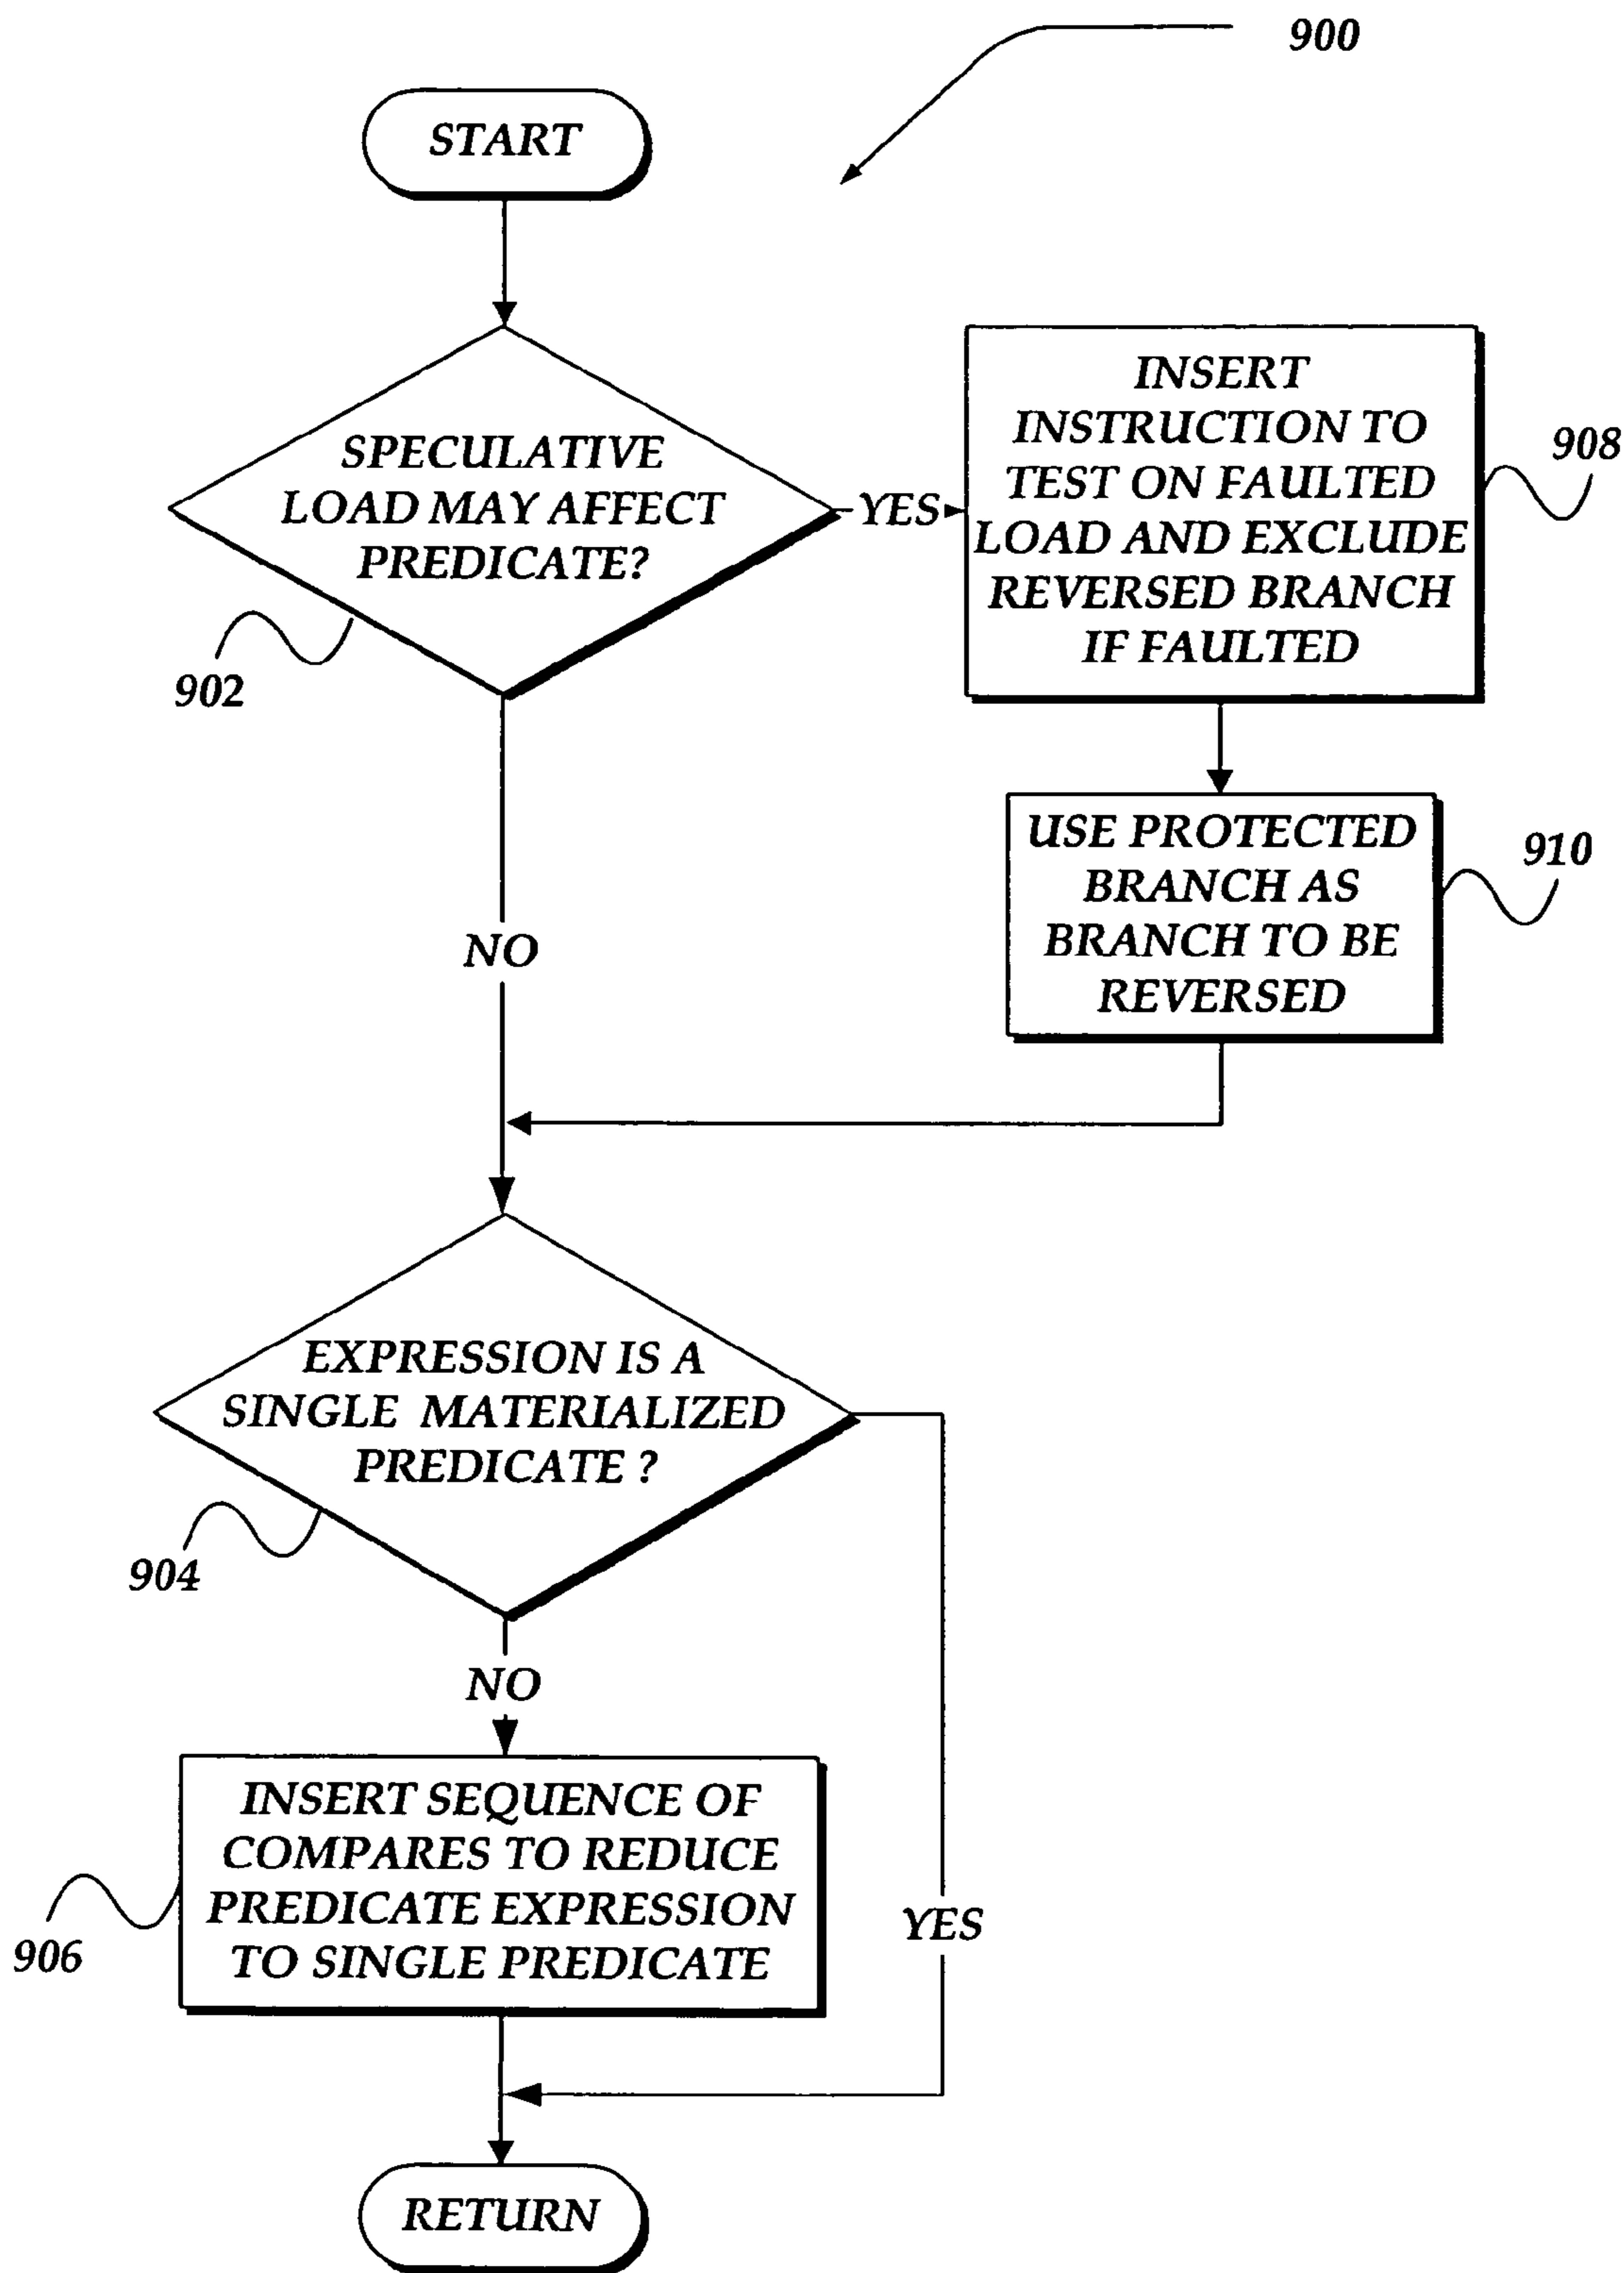 900
START
SPECULATIVE
LOAD MAY AFFECT
PREDICATE?
902
YES
INSERT
INSTRUCTION TO
TEST ON FAULTED
LOAD AND EXCLUDE
REVERSED BRANCH
IF FAULTED
908
USE PROTECTED
BRANCH AS
BRANCH TO BE
REVERSED
910
NO
EXPRESSION IS A
SINGLE MATERIALIZED
PREDICATE ?
904
NO
YES
INSERT SEQUENCE OF
COMPARES TO REDUCE
PREDICATE EXPRESSION
TO SINGLE PREDICATE
906
RETURN